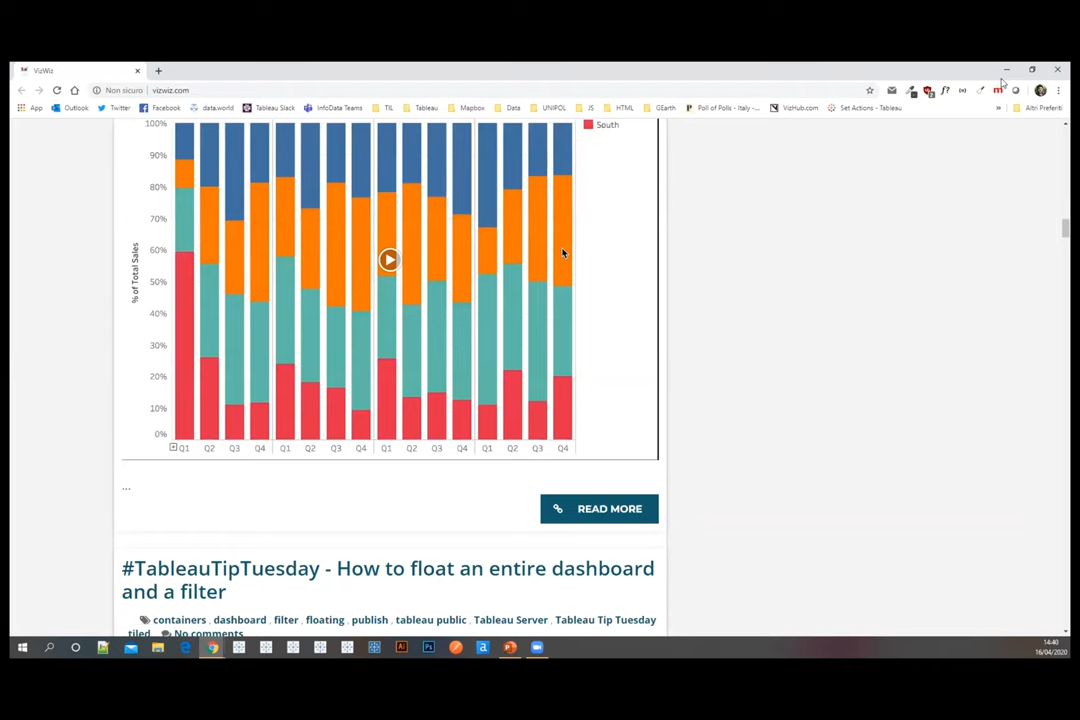 VizWiz
Non sicuro vizwiz.com
App Outlook Twitter Facebook data.world Tableau Slack InfoData Teams TIL Tableau Mapbox Data UNIPOL JS HTML GEarth Poll of Polls - Italy -... VizHub.com Set Actions - Tableau » Altri Preferiti
South
100%
90%
80%
70%
60%
50%
40%
30%
20%
10%
0%
% of Total Sales
Q1 Q2 Q3 Q4 Q1 Q2 Q3 Q4 Q1 Q2 Q3 Q4 Q1 Q2 Q3 Q4
...
READ MORE
#TableauTipTuesday - How to float an entire dashboard
and a filter
containers , dashboard , filter , floating , publish , tableau public , Tableau Server , Tableau Tip Tuesday
tiled No comments
14:40
16/04/2020